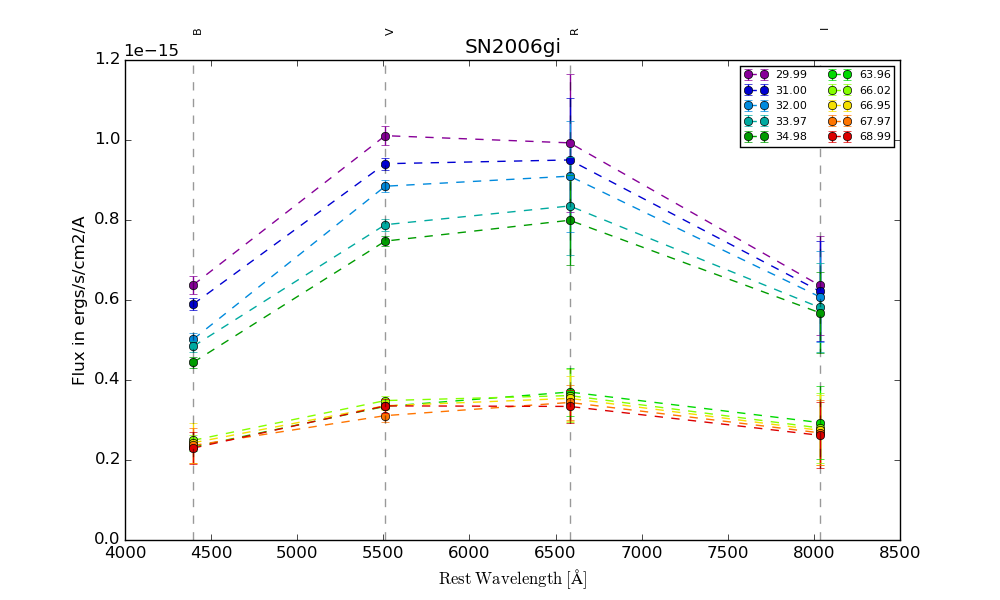 B V R I
SN2006gi
1e−15
1.2
1.0
0.8
0.6
0.4
0.2
0.0
Flux in ergs/s/cm2/A
29.99 63.96
31.00 66.02
32.00 66.95
33.97 67.97
34.98 68.99
4000 4500 5000 5500 6000 6500 7000 7500 8000 8500
Rest Wavelength [Å]